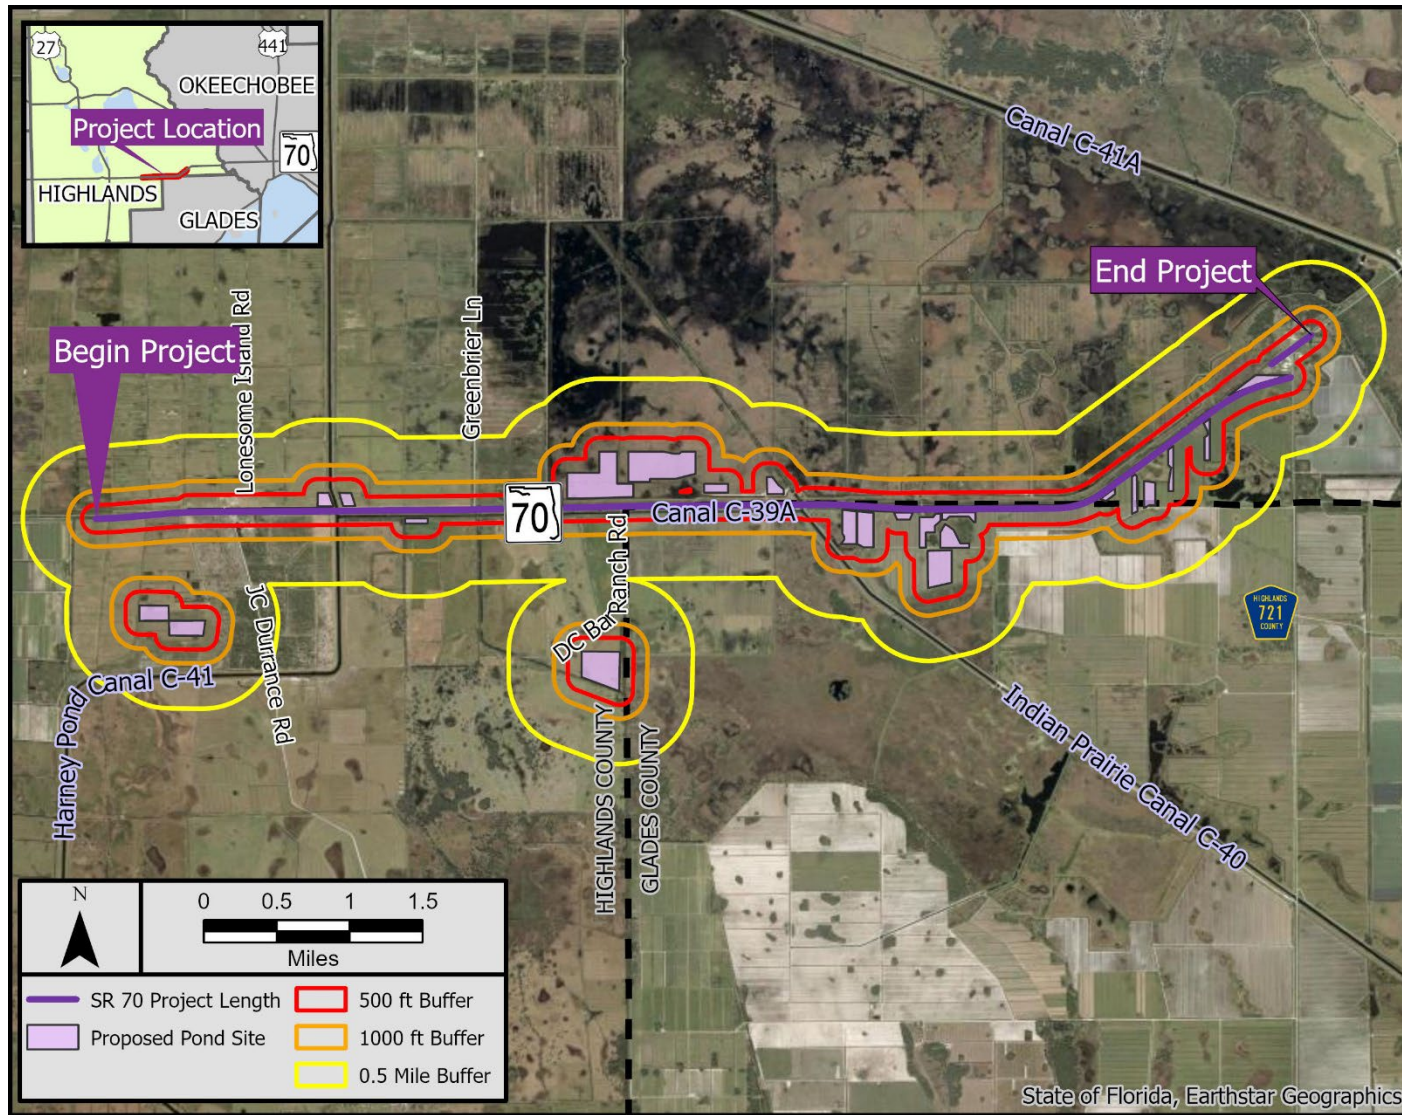 27
441
OKEECHOBEE
Project Location
70
HIGHLANDS
GLADES
Canal C-41A
End Project
Begin Project
Lonesome Island Rd
Greenbrier Ln
70
Canal C-39A
DC Bar Ranch Rd
JC Durrance Rd
HIGHLANDS
721
COUNTY
Harney Pond Canal C-41
HIGHLANDS COUNTY
GLADES COUNTY
Indian Prairie Canal C-40
N
0 0.5 1 1.5
Miles
SR 70 Project Length
500 ft Buffer
Proposed Pond Site
1000 ft Buffer
0.5 Mile Buffer
State of Florida, Earthstar Geographics